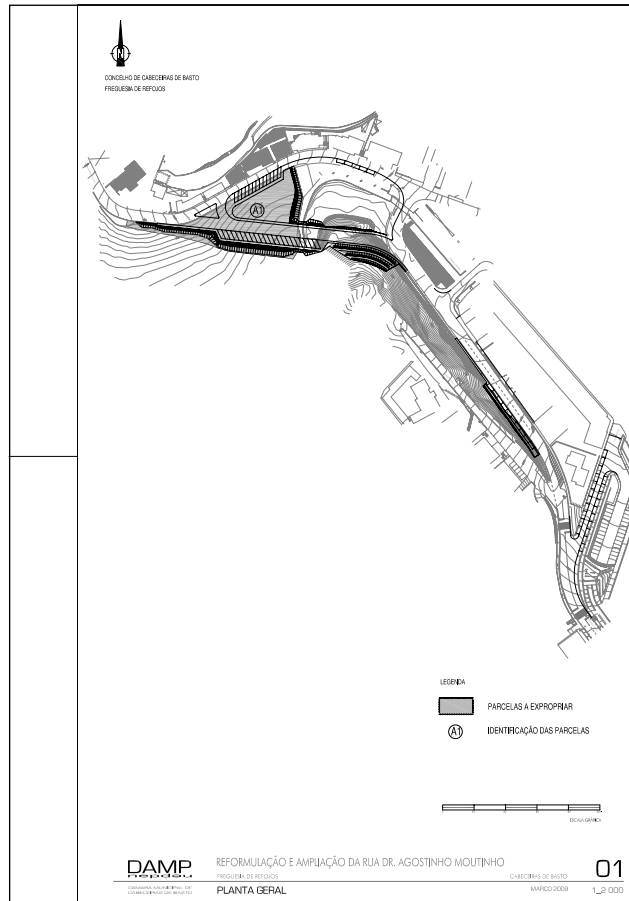 CONCELHO DE CABECEIRAS DE BASTO
FREGUESIA DE REFOJOS
A1
LEGENDA
PARCELAS A EXPROPRIAR
A1 IDENTIFICAÇÃO DAS PARCELAS
ESCALA GRÁFICA
DAMP
nepdau
CÂMARA MUNICIPAL DE
CABECEIRAS DE BASTO
REFORMULAÇÃO E AMPLIAÇÃO DA RUA DR. AGOSTINHO MOUTINHO
FREGUESIA DE REFOJOS CABECEIRAS DE BASTO
PLANTA GERAL MARCO 2009
01
1_2 000